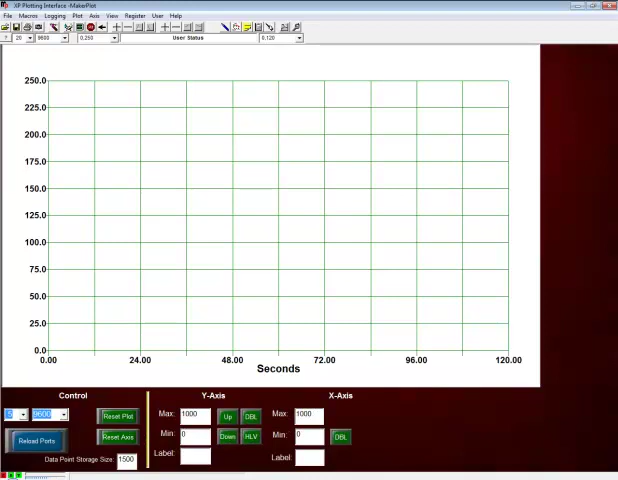 XP Plotting Interface -MakerPlot
File Macros Logging Plot Axis View Register User Help
? 26 9600 0.250 User Status 0.120
250.0
225.0
200.0
175.0
150.0
125.0
100.0
75.0
50.0
25.0
0.0
0.00 24.00 48.00 72.00 96.00 120.00
Seconds
Control Y-Axis X-Axis
5 9600 Reset Plot Max: 1000 Up DBL Max: 1000
Reload Ports Reset Axis Min: 0 Down HLV Min: 0 DBL
Data Point Storage Size: 1500 Label: Label: